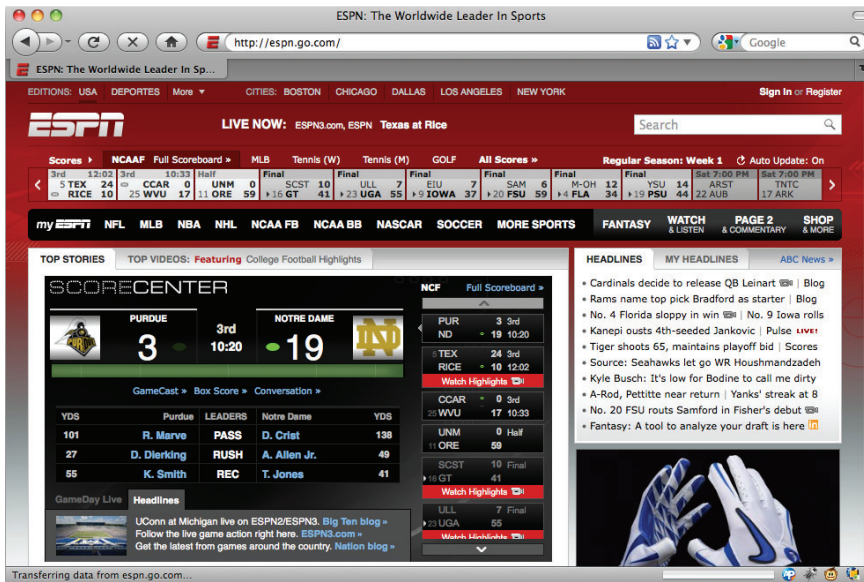 ESPN: The Worldwide Leader In Sports
http://espn.go.com/
Google
ESPN: The Worldwide Leader In Sp...
EDITIONS: USA DEPORTES More CITIES: BOSTON CHICAGO DALLAS LOS ANGELES NEW YORK Sign In or Register
ESPN LIVE NOW: ESPN3.com, ESPN Texas at Rice Search
Scores NCAAF Full Scoreboard » MLB Tennis (W) Tennis (M) GOLF All Scores » Regular Season: Week 1 Auto Update: On
3rd 12:02 3rd 10:33 Half Final Final Final Final Final Final Sat 7:00 PM Sat 7:00 PM
5 TEX 24 CCAR 0 UNM 0 SCST 10 ULL 7 EIU 7 SAM 6 M-OH 12 YSU 14 ARST TNTC
RICE 10 25 WVU 17 11 ORE 59 16 GT 41 23 UGA 55 9 IOWA 37 20 FSU 59 4 FLA 34 19 PSU 44 22 AUB 17 ARK
my ESPN NFL MLB NBA NHL NCAA FB NCAA BB NASCAR SOCCER MORE SPORTS FANTASY WATCH & LISTEN PAGE 2 & COMMENTARY SHOP & MORE
TOP STORIES TOP VIDEOS: Featuring College Football Highlights
SCORECENTER
PURDUE
3
3rd
10:20
NOTRE DAME
19
GameCast » Box Score » Conversation »
YDS Purdue LEADERS Notre Dame YDS
101 R. Marve PASS D. Crist 138
27 D. Dierking RUSH A. Allen Jr. 49
55 K. Smith REC T. Jones 41
GameDay Live Headlines
UConn at Michigan live on ESPN2/ESPN3. Big Ten blog »
Follow the live game action right here. ESPN3.com »
Get the latest from games around the country. Nation blog »
NCF Full Scoreboard »
PUR 3 3rd
ND 19 10:20
5 TEX 24 3rd
RICE 10 12:02
Watch Highlights
CCAR 0 3rd
25 WVU 17 10:33
UNM 0 Half
11 ORE 59
SCST 10 Final
16 GT 41
Watch Highlights
ULL 7 Final
23 UGA 55
Watch Highlights
HEADLINES MY HEADLINES ABC News »
Cardinals decide to release QB Leinart | Blog
Rams name top pick Bradford as starter | Blog
No. 4 Florida sloppy in win | No. 9 Iowa rolls
Kanepi ousts 4th-seeded Jankovic | Pulse LIVE!
Tiger shoots 65, maintains playoff bid | Scores
Source: Seahawks let go WR Houshmandzadeh
Kyle Busch: It's low for Bodine to call me dirty
A-Rod, Pettitte near return | Yanks' streak at 8
No. 20 FSU routs Samford in Fisher's debut
Fantasy: A tool to analyze your draft is here
Transferring data from espn.go.com...